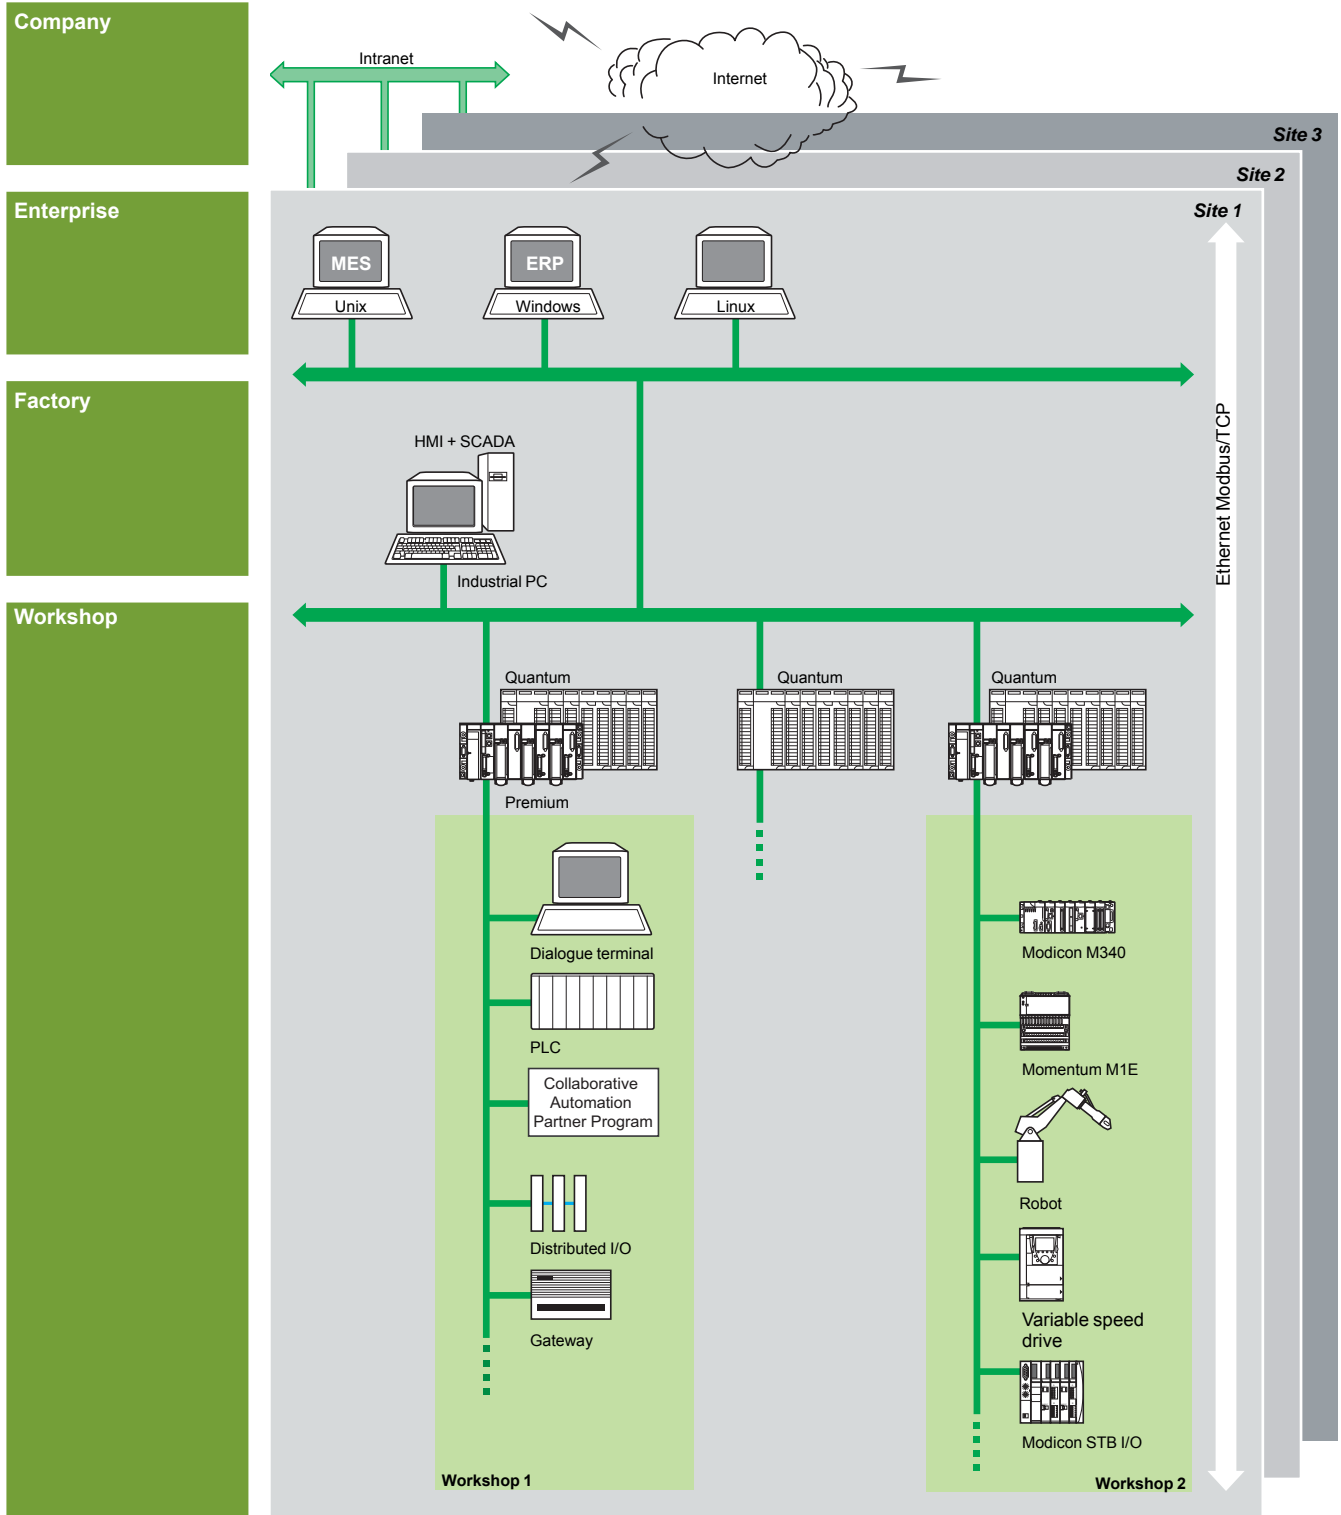 Company
Intranet
Internet
Site 3
Site 2
Enterprise
Site 1
MES
ERP
Unix
Windows
Linux
Factory
HMI + SCADA
Ethernet Modbus/TCP
Industrial PC
Workshop
Quantum
Quantum
Quantum
Premium
Dialogue terminal
PLC
Collaborative
Automation
Partner Program
Distributed I/O
Gateway
Workshop 1
Modicon M340
Momentum M1E
Robot
Variable speed
drive
Modicon STB I/O
Workshop 2